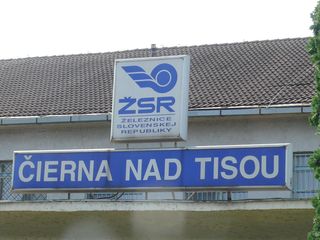 ŽSR
ŽELEZNICE
SLOVENSKEJ
REPUBLIKY
ČIERNA NAD TISOU